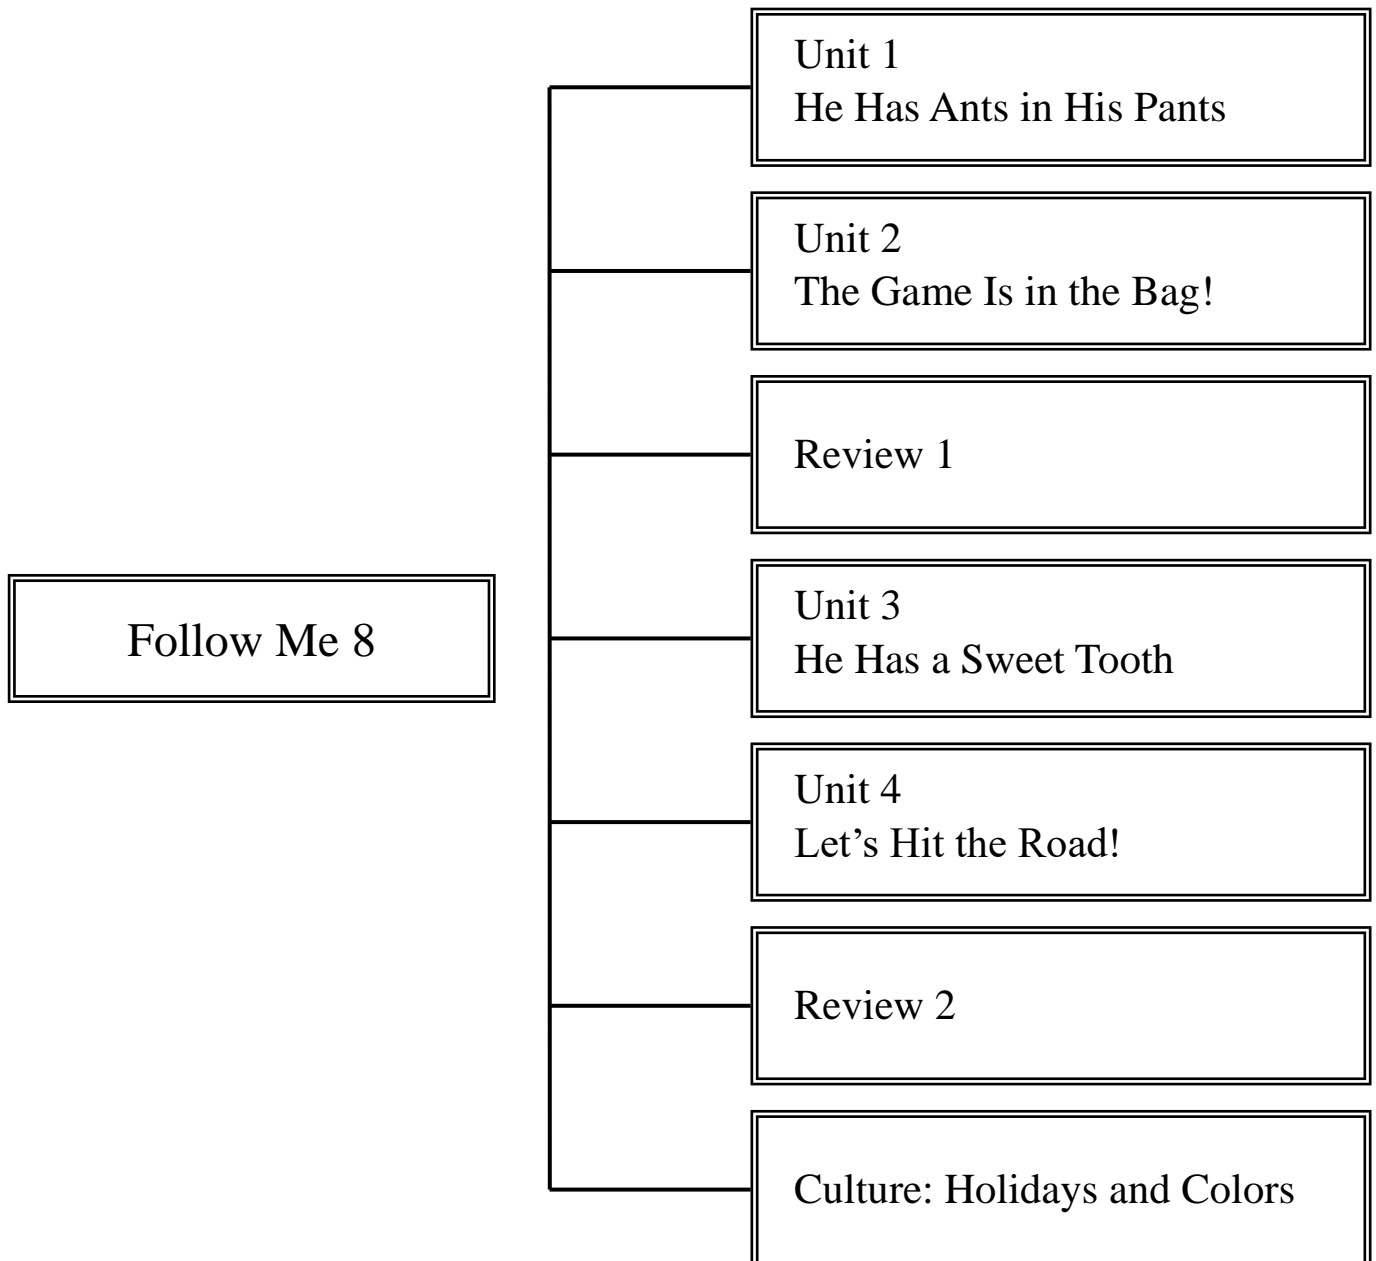 Follow Me 8
Unit 1
He Has Ants in His Pants
Unit 2
The Game Is in the Bag!
Review 1
Unit 3
He Has a Sweet Tooth
Unit 4
Let’s Hit the Road!
Review 2
Culture: Holidays and Colors